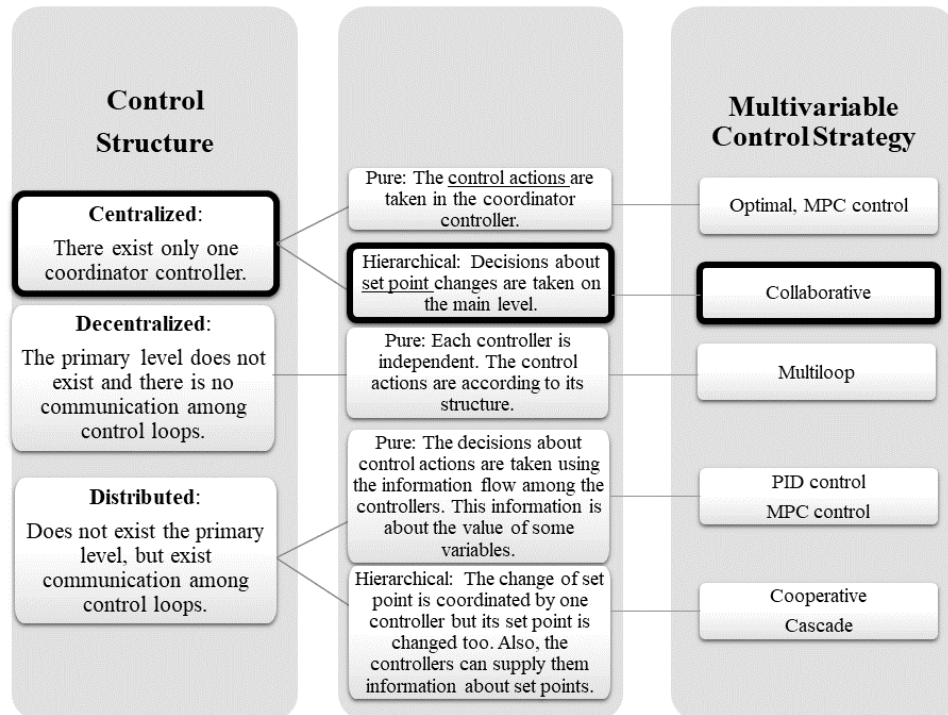 Control
Structure
Centralized:
There exist only one
coordinator controller.
Decentralized:
The primary level does not
exist and there is no
communication among
control loops.
Distributed:
Does not exist the primary
level, but exist
communication among
control loops.
Pure: The control actions are
taken in the coordinator
controller.
Hierarchical: Decisions about
set point changes are taken on
the main level.
Pure: Each controller is
independent. The control
actions are according to its
structure.
Pure: The decisions about
control actions are taken using
the information flow among the
controllers. This information is
about the value of some
variables.
Hierarchical: The change of set
point is coordinated by one
controller but its set point is
changed too. Also, the
controllers can supply them
information about set points.
Multivariable
Control Strategy
Optimal, MPC control
Collaborative
Multiloop
PID control
MPC control
Cooperative
Cascade